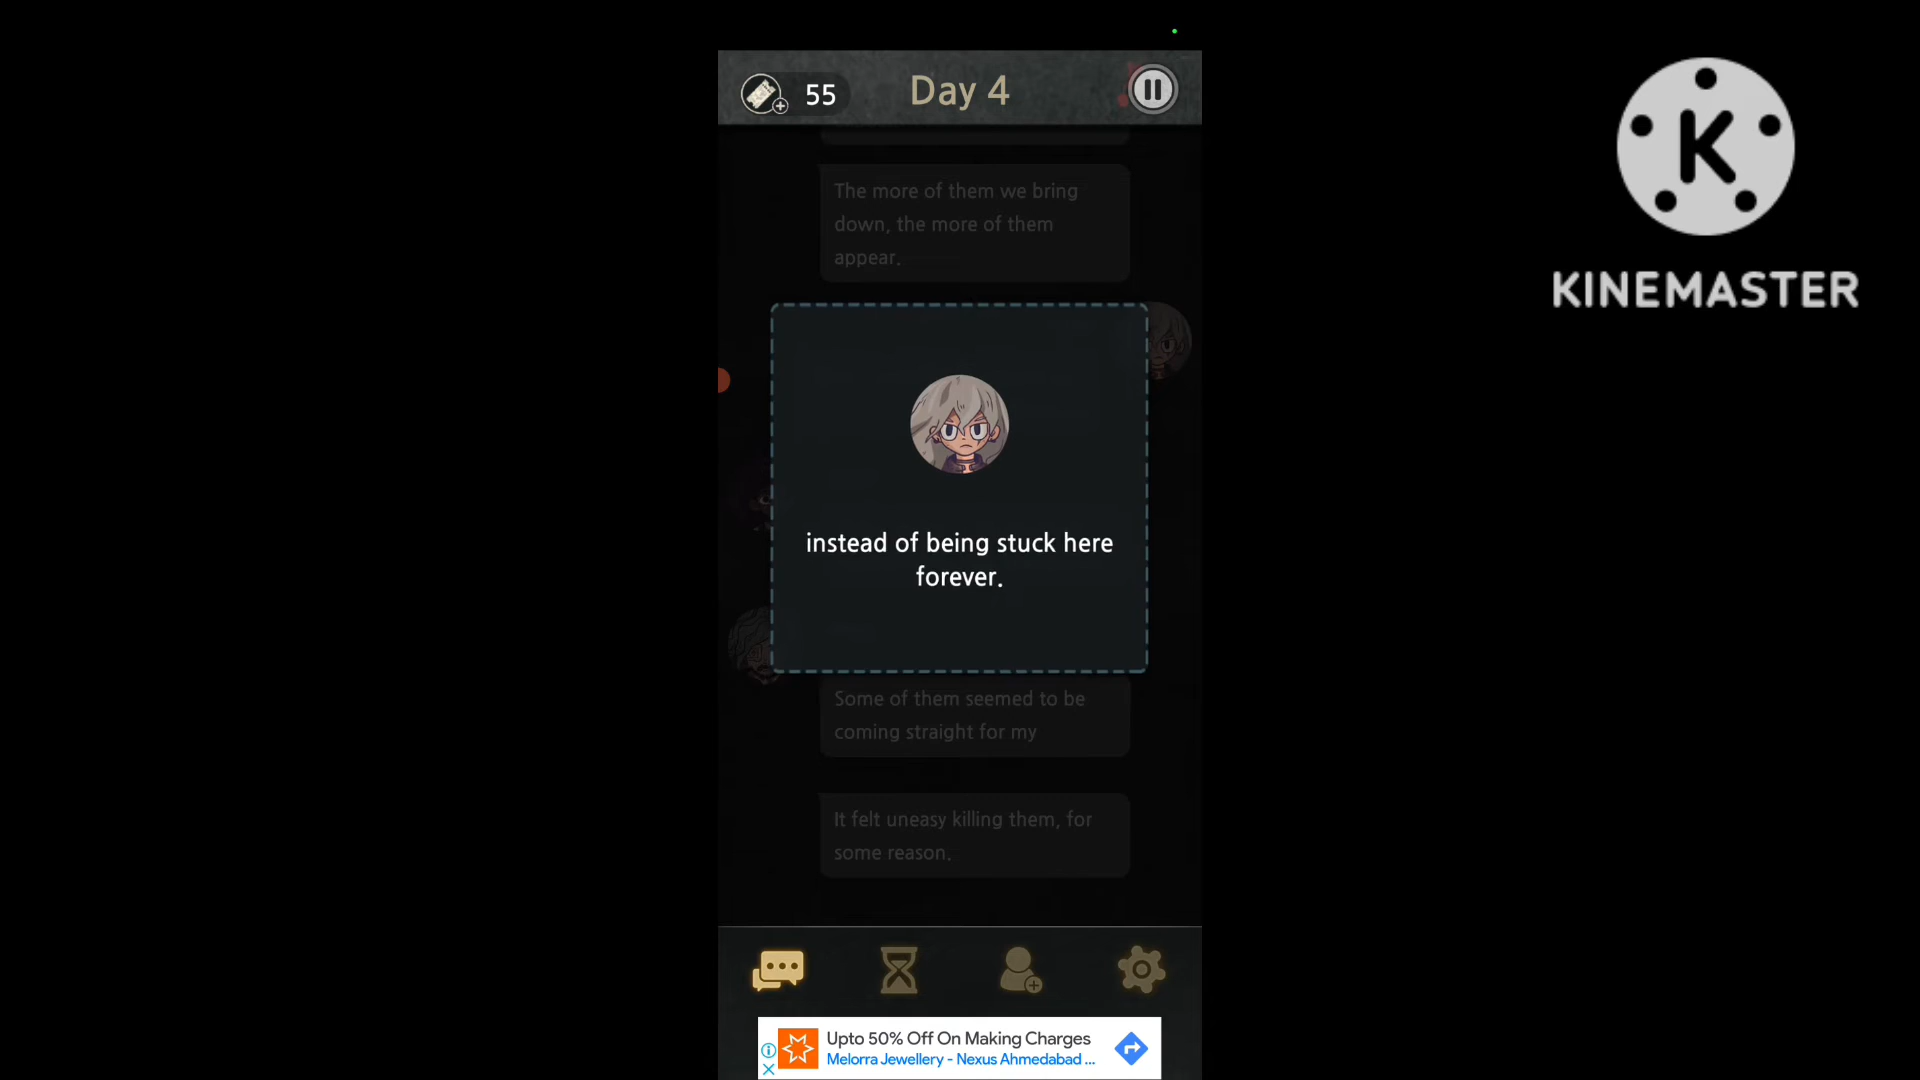 55
Day 4
The more of them we bring
down, the more of them
appear.
instead of being stuck here
forever.
Some of them seemed to be
coming straight for my
It felt uneasy killing them, for
some reason.
Upto 50% Off On Making Charges
Melorra Jewellery - Nexus Ahmedabad ...
K
KINEMASTER